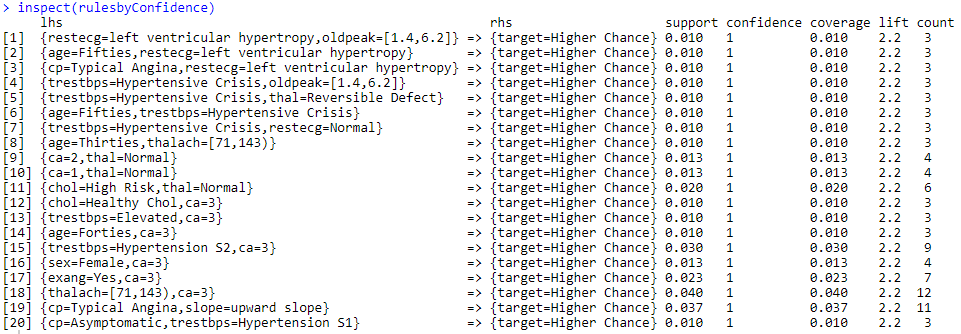 > inspect(rulesbyConfidence)
lhs rhs support confidence coverage lift count
[1] {restecg=left ventricular hypertropy,oldpeak=[1.4,6.2]} => {target=Higher Chance} 0.010 1 0.010 2.2 3
[2] {age=Fifties,restecg=left ventricular hypertropy} => {target=Higher Chance} 0.010 1 0.010 2.2 3
[3] {cp=Typical Angina,restecg=left ventricular hypertropy} => {target=Higher Chance} 0.010 1 0.010 2.2 3
[4] {trestbps=Hypertensive Crisis,oldpeak=[1.4,6.2]} => {target=Higher Chance} 0.010 1 0.010 2.2 3
[5] {trestbps=Hypertensive Crisis,thal=Reversible Defect} => {target=Higher Chance} 0.010 1 0.010 2.2 3
[6] {age=Fifties,trestbps=Hypertensive Crisis} => {target=Higher Chance} 0.010 1 0.010 2.2 3
[7] {trestbps=Hypertensive Crisis,restecg=Normal} => {target=Higher Chance} 0.010 1 0.010 2.2 3
[8] {age=Thirties,thalach=[71,143)} => {target=Higher Chance} 0.010 1 0.010 2.2 3
[9] {ca=2,thal=Normal} => {target=Higher Chance} 0.013 1 0.013 2.2 4
[10] {ca=1,thal=Normal} => {target=Higher Chance} 0.013 1 0.013 2.2 4
[11] {chol=High Risk,thal=Normal} => {target=Higher Chance} 0.020 1 0.020 2.2 6
[12] {chol=Healthy Chol,ca=3} => {target=Higher Chance} 0.010 1 0.010 2.2 3
[13] {trestbps=Elevated,ca=3} => {target=Higher Chance} 0.010 1 0.010 2.2 3
[14] {age=Forties,ca=3} => {target=Higher Chance} 0.010 1 0.010 2.2 3
[15] {trestbps=Hypertension S2,ca=3} => {target=Higher Chance} 0.030 1 0.030 2.2 9
[16] {sex=Female,ca=3} => {target=Higher Chance} 0.013 1 0.013 2.2 4
[17] {exang=Yes,ca=3} => {target=Higher Chance} 0.023 1 0.023 2.2 7
[18] {thalach=[71,143),ca=3} => {target=Higher Chance} 0.040 1 0.040 2.2 12
[19] {cp=Typical Angina,slope=upward slope} => {target=Higher Chance} 0.037 1 0.037 2.2 11
[20] {cp=Asymptomatic,trestbps=Hypertension S1} => {target=Higher Chance} 0.010 1 0.010 2.2 3